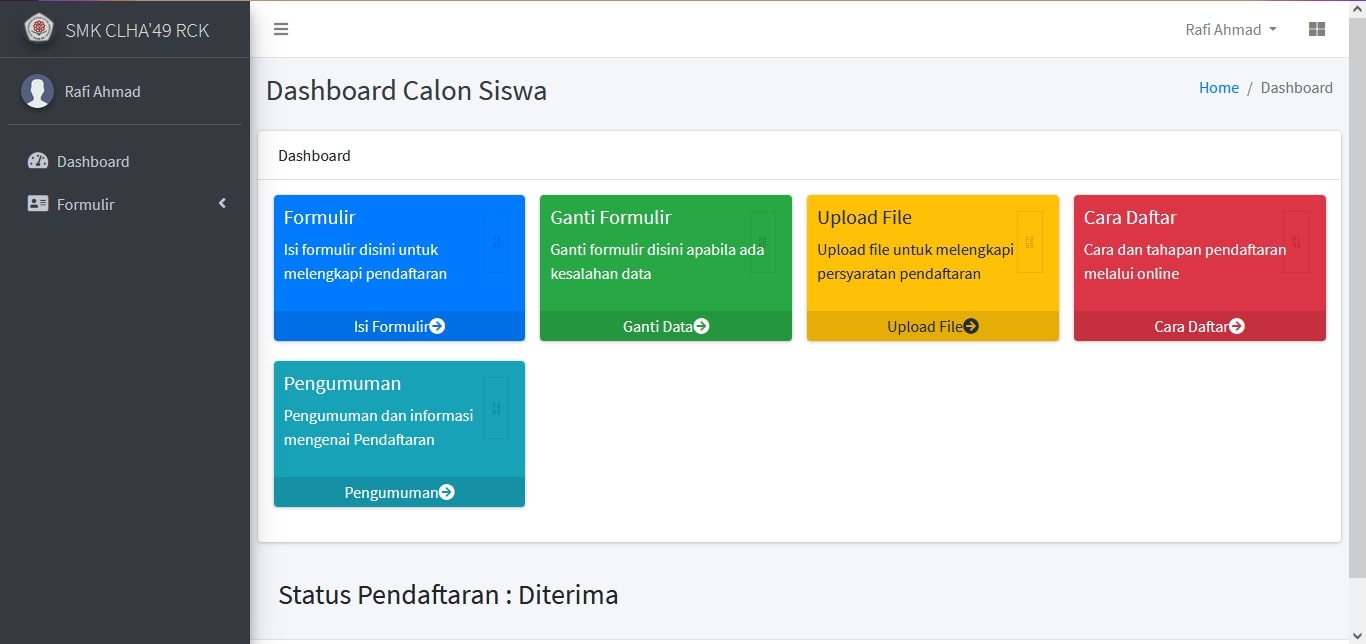 SMK CLHA'49 RCK
Rafi Ahmad
Rafi Ahmad
Dashboard
Formulir
Dashboard Calon Siswa
Home / Dashboard
Dashboard
Formulir
Isi formulir disini untuk
melengkapi pendaftaran
Isi Formulir
Ganti Formulir
Ganti formulir disini apabila ada
kesalahan data
Ganti Data
Upload File
Upload file untuk melengkapi
persyaratan pendaftaran
Upload File
Cara Daftar
Cara dan tahapan pendaftaran
melalui online
Cara Daftar
Pengumuman
Pengumuman dan informasi
mengenai Pendaftaran
Pengumuman
Status Pendaftaran : Diterima